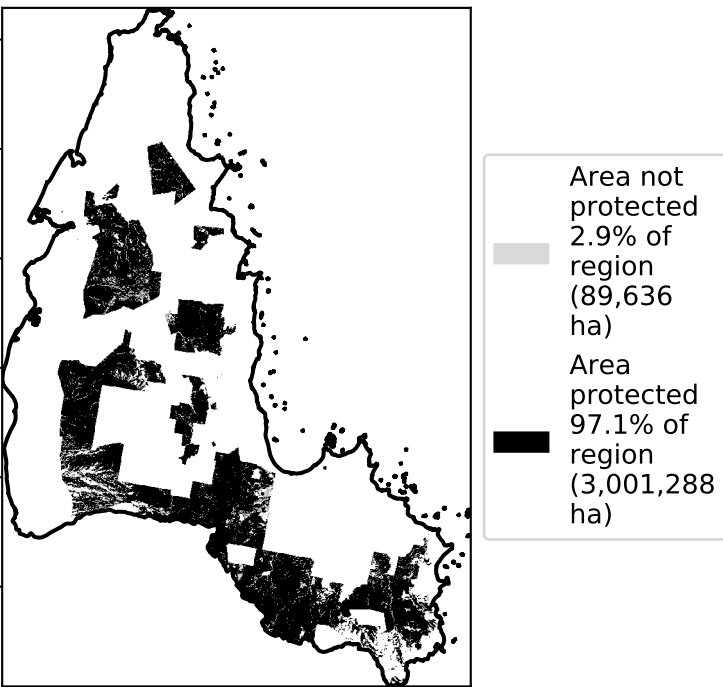 Area not
protected
2.9% of
region
(89,636
ha)
Area
protected
97.1% of
region
(3,001,288
ha)